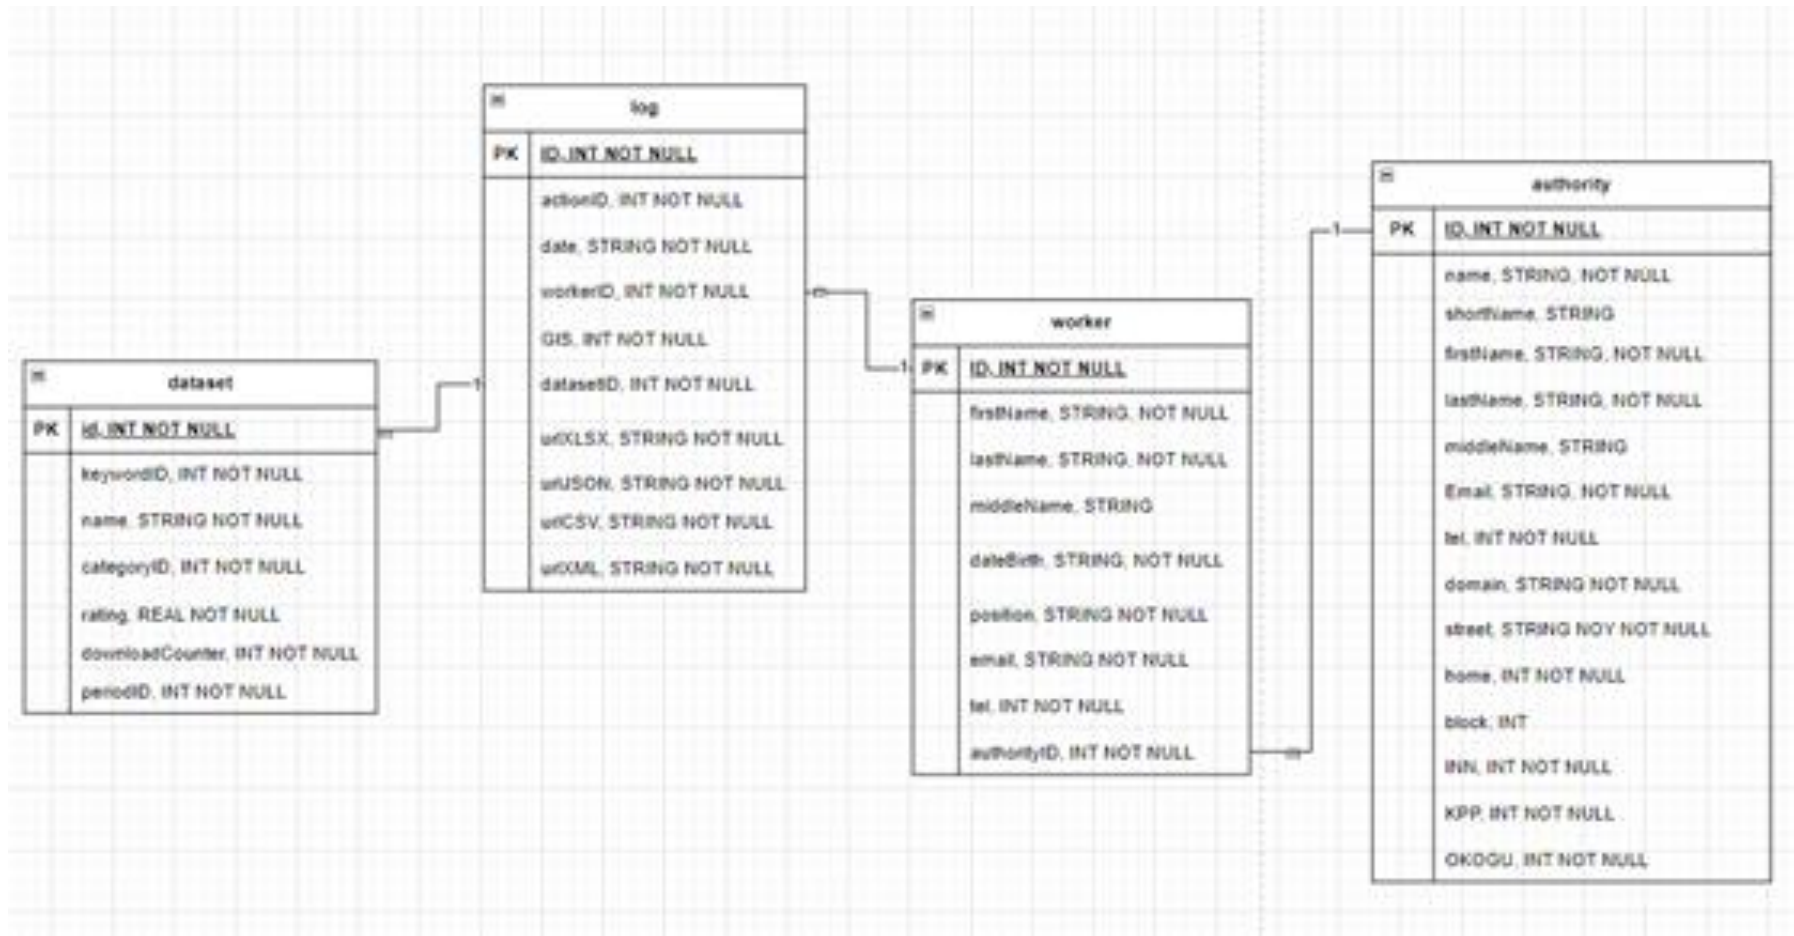 log
PK ID, INT NOT NULL
actionID, INT NOT NULL
date, STRING NOT NULL
workerID, INT NOT NULL
GIS, INT NOT NULL
datasetID, INT NOT NULL
urlXLSX, STRING NOT NULL
urlJSON, STRING NOT NULL
urlCSV, STRING NOT NULL
urlXML, STRING NOT NULL
dataset
PK id, INT NOT NULL
keywordID, INT NOT NULL
name, STRING NOT NULL
categoryID, INT NOT NULL
rating, REAL NOT NULL
downloadCounter, INT NOT NULL
periodID, INT NOT NULL
m
1
worker
PK ID, INT NOT NULL
firstName, STRING, NOT NULL
lastName, STRING, NOT NULL
middleName, STRING
dateBirth, STRING, NOT NULL
position, STRING NOT NULL
email, STRING NOT NULL
tel, INT NOT NULL
authorityID, INT NOT NULL
m
1
authority
PK ID, INT NOT NULL
name, STRING, NOT NULL
shortName, STRING
firstName, STRING, NOT NULL
lastName, STRING, NOT NULL
middleName, STRING
Email, STRING, NOT NULL
tel, INT NOT NULL
domain, STRING NOT NULL
street, STRING NOY NOT NULL
home, INT NOT NULL
block, INT
INN, INT NOT NULL
KPP, INT NOT NULL
OKOGU, INT NOT NULL
m
1